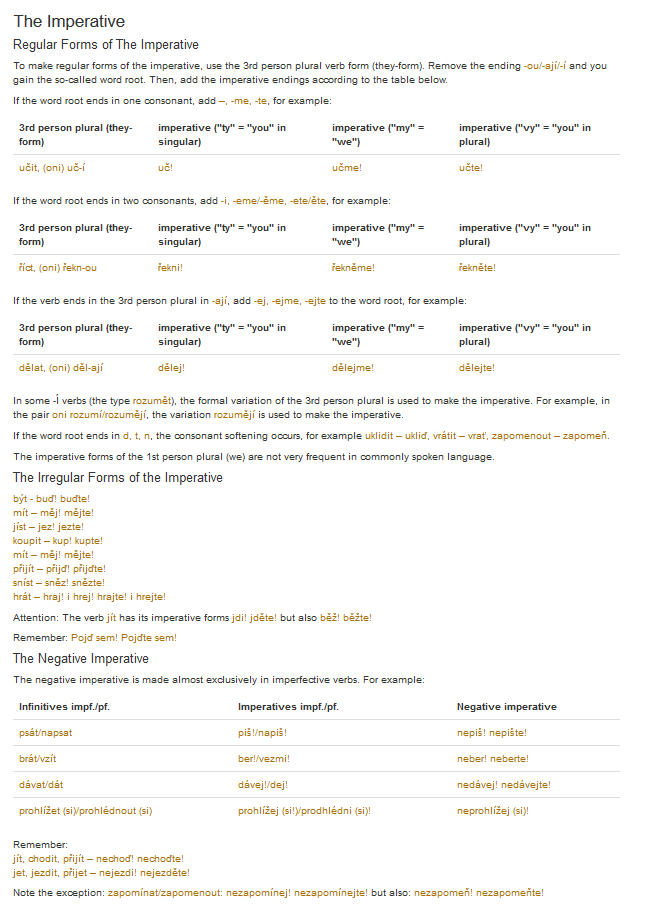 The Imperative
Regular Forms of The Imperative
To make regular forms of the imperative, use the 3rd person plural verb form (they-form). Remove the ending -ou/-ají/-í and you
gain the so-called word root. Then, add the imperative endings according to the table below.
If the word root ends in one consonant, add –, -me, -te, for example:
3rd person plural (they-form) imperative ("ty" = "you" in singular) imperative ("my" = "we") imperative ("vy" = "you" in plural)
učit, (oni) uč-í uč! učme! učte!
If the word root ends in two consonants, add -i, -eme/-ěme, -ete/ěte, for example:
3rd person plural (they-form) imperative ("ty" = "you" in singular) imperative ("my" = "we") imperative ("vy" = "you" in plural)
říct, (oni) řekn-ou řekni! řekněme! řekněte!
If the verb ends in the 3rd person plural in -ají, add -ej, -ejme, -ejte to the word root, for example:
3rd person plural (they-form) imperative ("ty" = "you" in singular) imperative ("my" = "we") imperative ("vy" = "you" in plural)
dělat, (oni) děl-ají dělej! dělejme! dělejte!
In some -í verbs (the type rozumět), the formal variation of the 3rd person plural is used to make the imperative. For example, in
the pair oni rozumí/rozumějí, the variation rozumějí is used to make the imperative.
If the word root ends in d, t, n, the consonant softening occurs, for example uklidit – ukliď, vrátit – vrať, zapomenout – zapomeň.
The imperative forms of the 1st person plural (we) are not very frequent in commonly spoken language.
The Irregular Forms of the Imperative
být - buď! buďte!
mít – měj! mějte!
jíst – jez! jezte!
koupit – kup! kupte!
mít – měj! mějte!
přijít – přijď! přijďte!
sníst – sněz! snězte!
hrát – hraj! i hrej! hrajte! i hrejte!
Attention: The verb jít has its imperative forms jdi! jděte! but also běž! běžte!
Remember: Pojď sem! Pojďte sem!
The Negative Imperative
The negative imperative is made almost exclusively in imperfective verbs. For example:
Infinitives impf./pf. Imperatives impf./pf. Negative imperative
psát/napsat piš!/napiš! nepiš! nepište!
brát/vzít ber!/vezmi! neber! neberte!
dávat/dát dávej!/dej! nedávej! nedávejte!
prohlížet (si)/prohlédnout (si) prohlížej (si!)/prodhlédni (si)! neprohlížej (si)!
Remember:
jít, chodit, přijít – nechoď! nechoďte!
jet, jezdit, přijet – nejezdi! nejezděte!
Note the exception: zapomínat/zapomenout: nezapomínej! nezapomínejte! but also: nezapomeň! nezapomeňte!